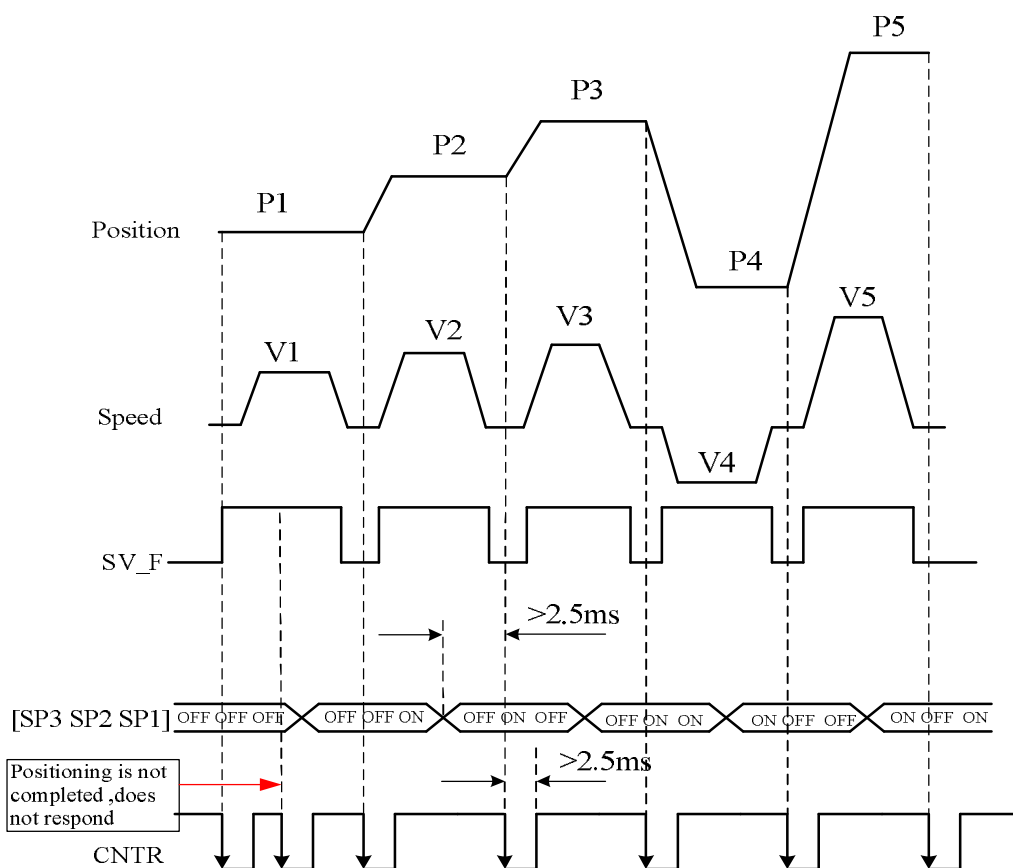 P5
P3
P2
P1
Position
P4
V5
V3
V2
V1
Speed
V4
SV_F
>2.5ms
[SP3 SP2 SP1] OFF OFF OFF OFF OFF ON OFF ON OFF OFF ON ON ON OFF OFF ON OFF ON
>2.5ms
Positioning is not
completed ,does
not respond
CNTR